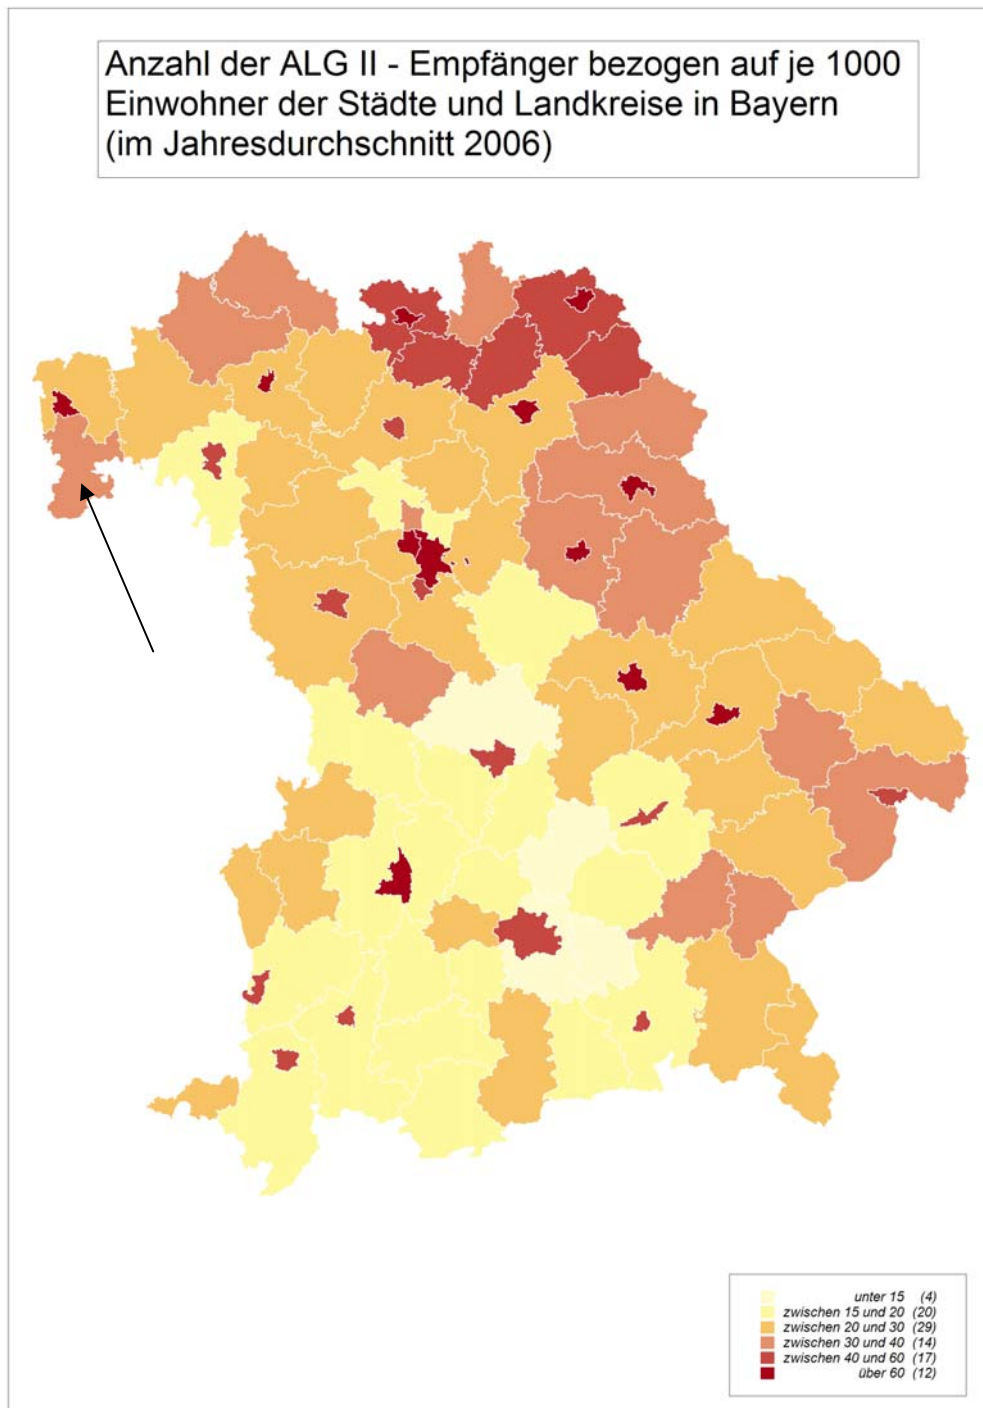 Anzahl der ALG II - Empfänger bezogen auf je 1000
Einwohner der Städte und Landkreise in Bayern
(im Jahresdurchschnitt 2006)
unter 15 (4)
zwischen 15 und 20 (20)
zwischen 20 und 30 (29)
zwischen 30 und 40 (14)
zwischen 40 und 60 (17)
über 60 (12)